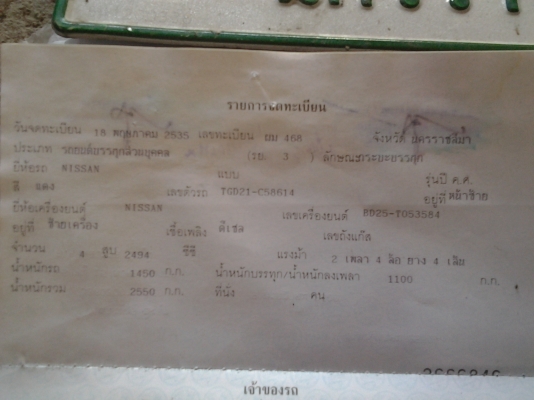 รายการจดทะเบียน
วันจดทะเบียน 18 พฤษภาคม 2535 เลขทะเบียน ผม 468 จังหวัด นครราชสีมา
ประเภท รถยนต์บรรทุกส่วนบุคคล (รย. 3 ) ลักษณะกระบะบรรทุก
ยี่ห้อรถ NISSAN แบบ รุ่นปี ค.ศ.
สี แดง เลขตัวรถ TGD21-C58614 อยู่ที่ หน้าซ้าย
ยี่ห้อเครื่องยนต์ NISSAN เลขเครื่องยนต์ BD25-T053584
อยู่ที่ ซ้ายเครื่อง เชื้อเพลิง ดีเซล เลขถังแก๊ส
จำนวน 4 สูบ 2494 ซีซี แรงม้า 2 เพลา 4 ล้อ ยาง 4 เส้น
น้ำหนักรถ 1450 ก.ก. น้ำหนักบรรทุก/น้ำหนักลงเพลา 1100 ก.ก.
น้ำหนักรวม 2550 ก.ก. ที่นั่ง คน
เจ้าของรถ